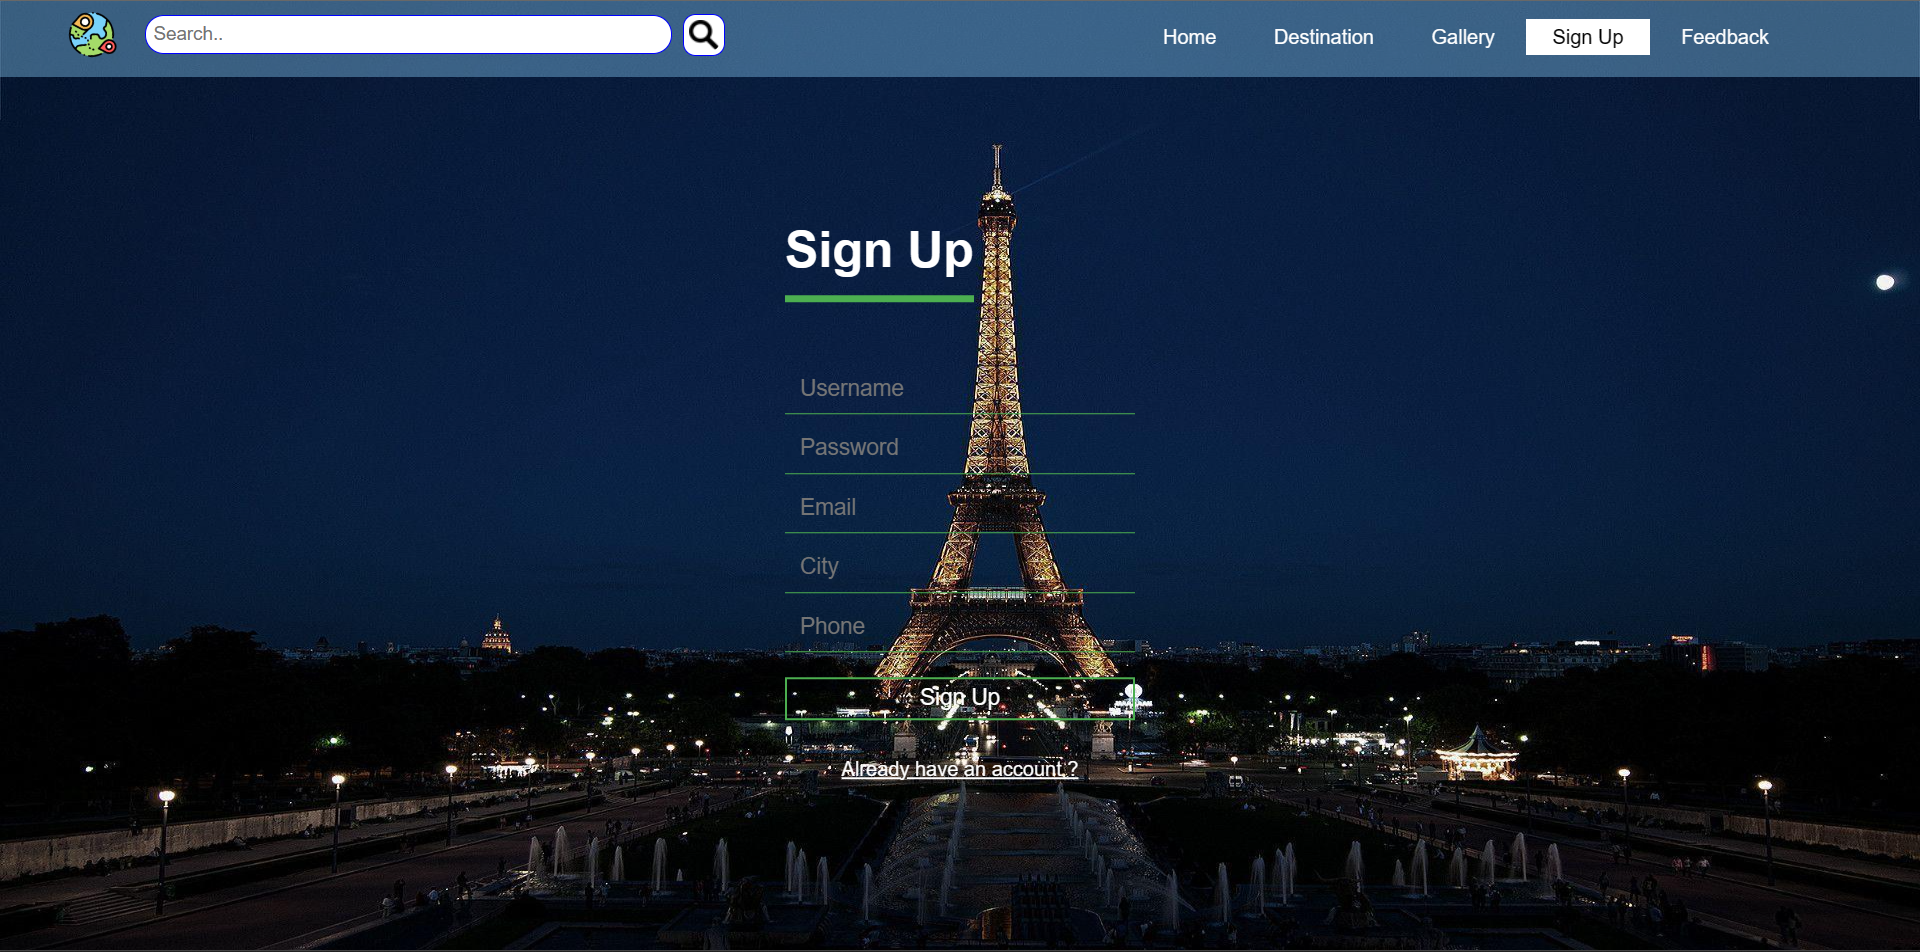 Search..
Home
Destination
Gallery
Sign Up
Feedback
Sign Up
Username
Password
Email
City
Phone
Sign Up
Already have an account ?